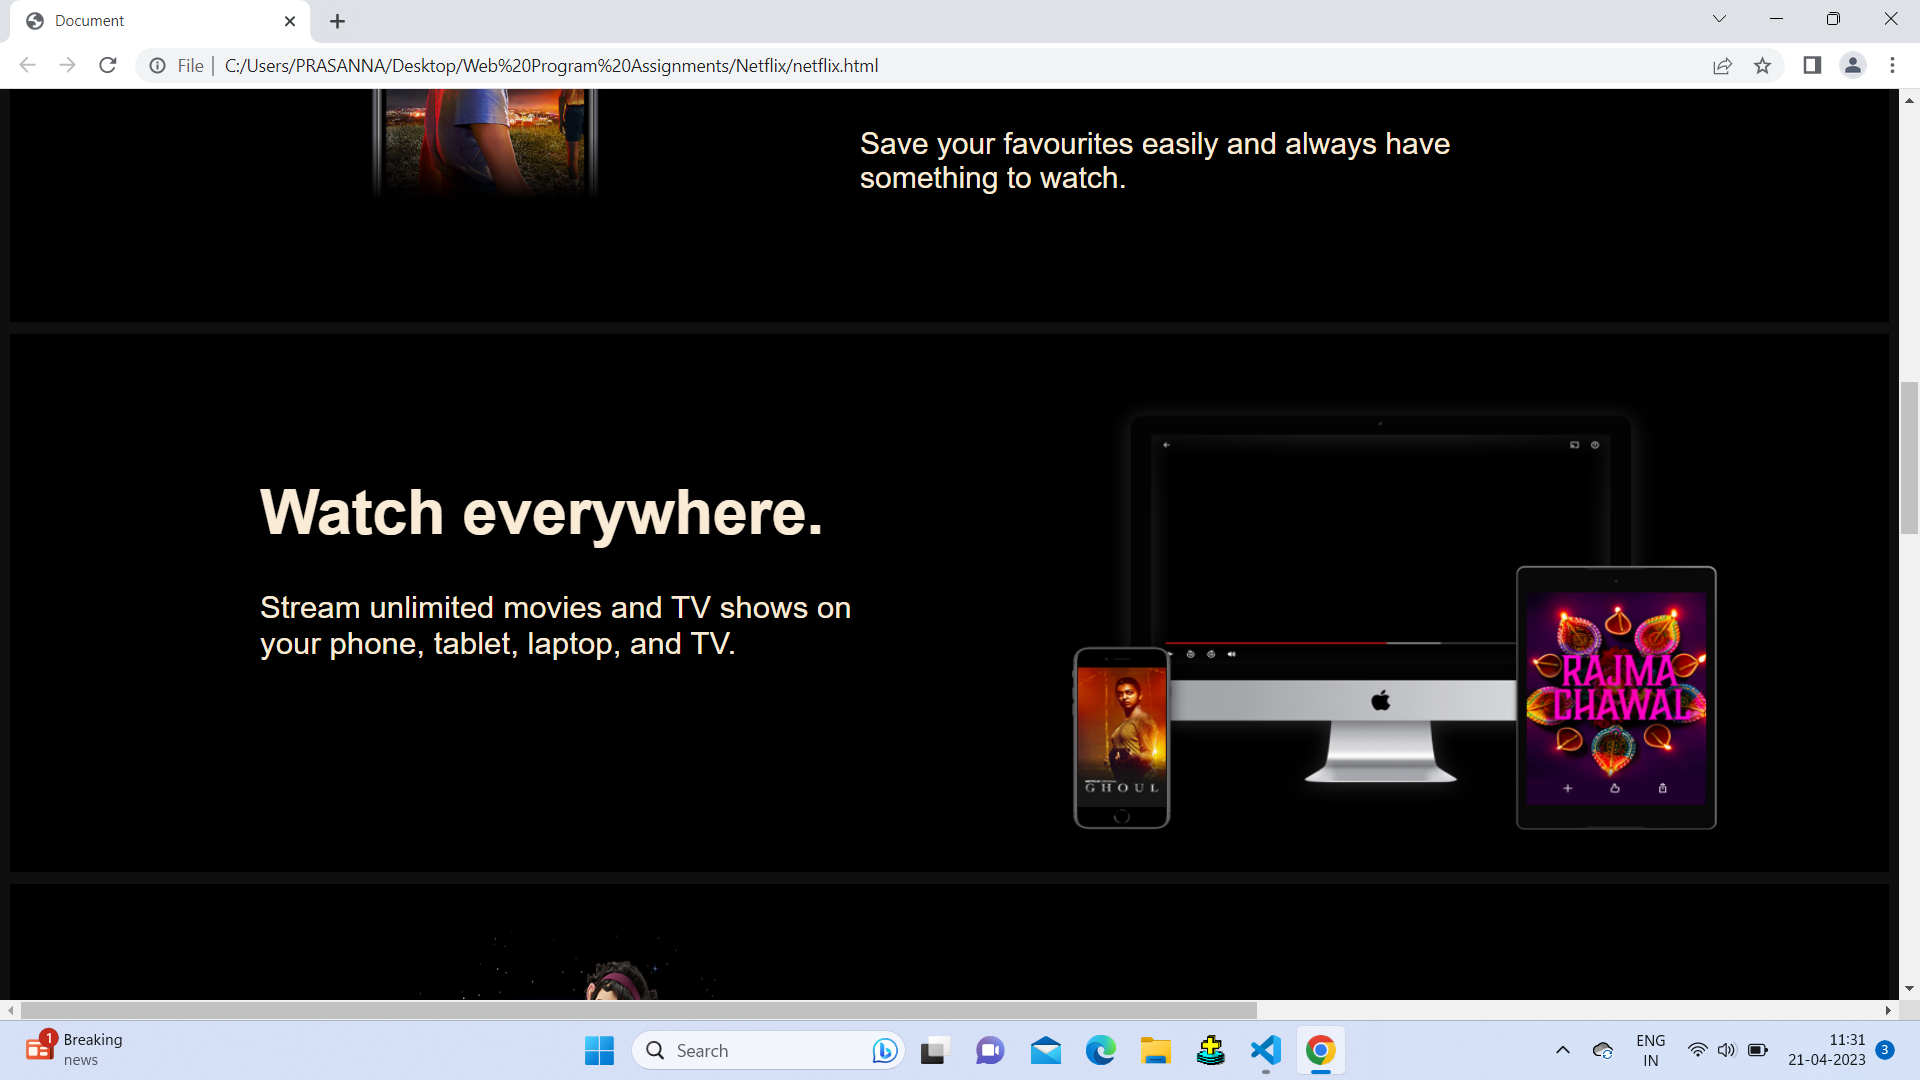 Document
File
C:/Users/PRASANNA/Desktop/Web%20Program%20Assignments/Netflix/netflix.html
Save your favourites easily and always have
something to watch.
Watch everywhere.
Stream unlimited movies and TV shows on
your phone, tablet, laptop, and TV.
RAJMA
CHAWAL
GHOUL
1
Breaking
news
Search
ENG
IN
11:31
21-04-2023
3